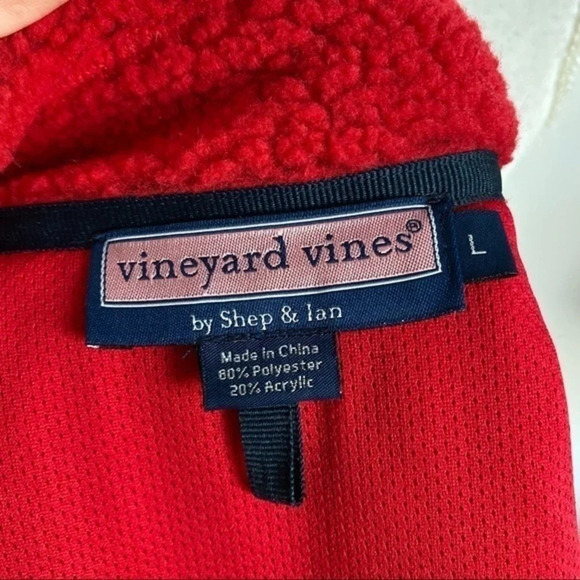 vineyard vines®
L
by Shep & Ian
Made in China
80% Polyester
20% Acrylic